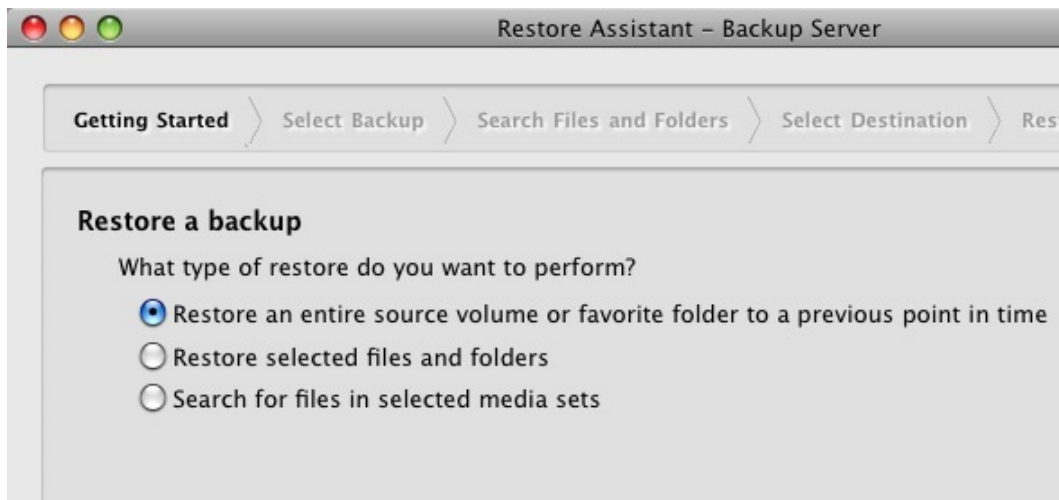 Restore Assistant – Backup Server
Getting Started Select Backup Search Files and Folders Select Destination Res
Restore a backup
What type of restore do you want to perform?
Restore an entire source volume or favorite folder to a previous point in time
Restore selected files and folders
Search for files in selected media sets